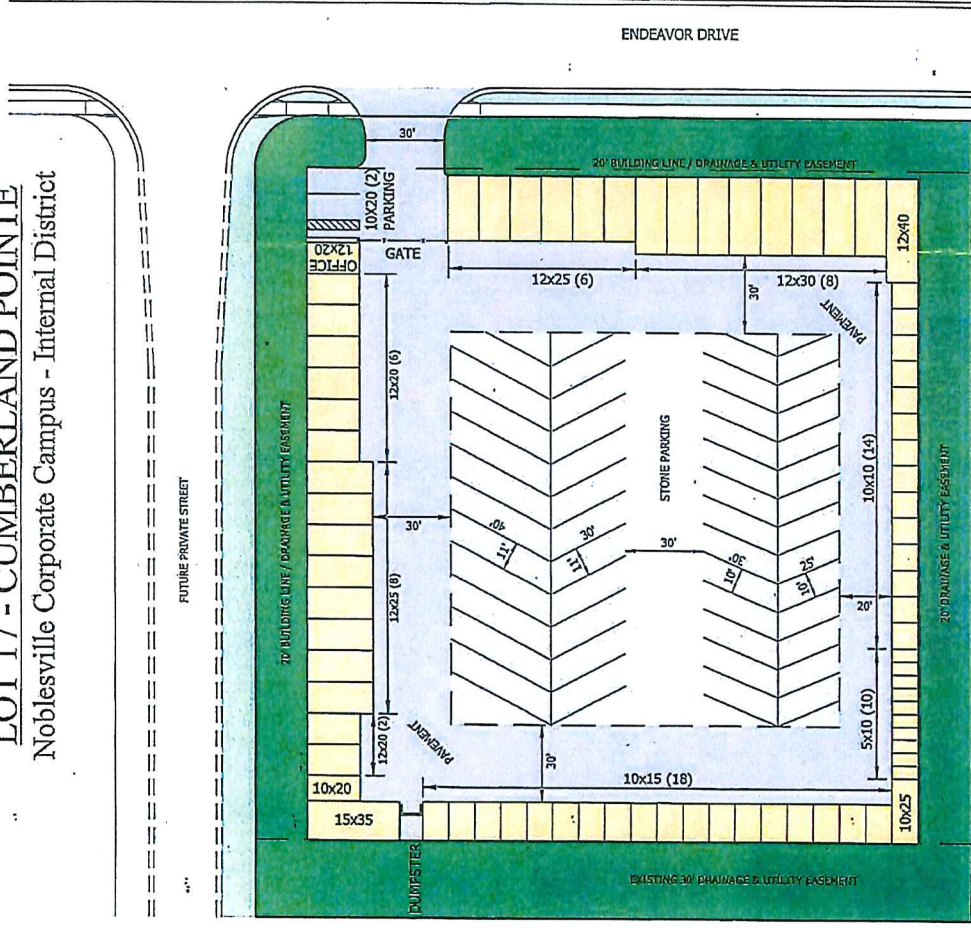 LOT 17 - CUMBERLAND POINTE
Noblesville Corporate Campus - Internal District
ENDEAVOR DRIVE
30'
20' BUILDING LINE / DRAINAGE & UTILITY EASEMENT
10X20 (2)
PARKING
OFFICE
12x20
GATE
12x25 (6)
12x30 (8)
12x40
30'
PAVEMENT
12x20 (6)
20' BUILDING LINE / DRAINAGE & UTILITY EASEMENT
FUTURE PRIVATE STREET
STONE PARKING
10x10 (14)
20' DRAINAGE & UTILITY EASEMENT
30'
40'
11'
30'
11'
30'
30'
10'
25'
10'
20'
12x25 (8)
12x20 (2)
PAVEMENT
30'
5x10 (10)
10x15 (18)
10x20
15x35
10x25
DUMPSTER
EXISTING 30' DRAINAGE & UTILITY EASEMENT